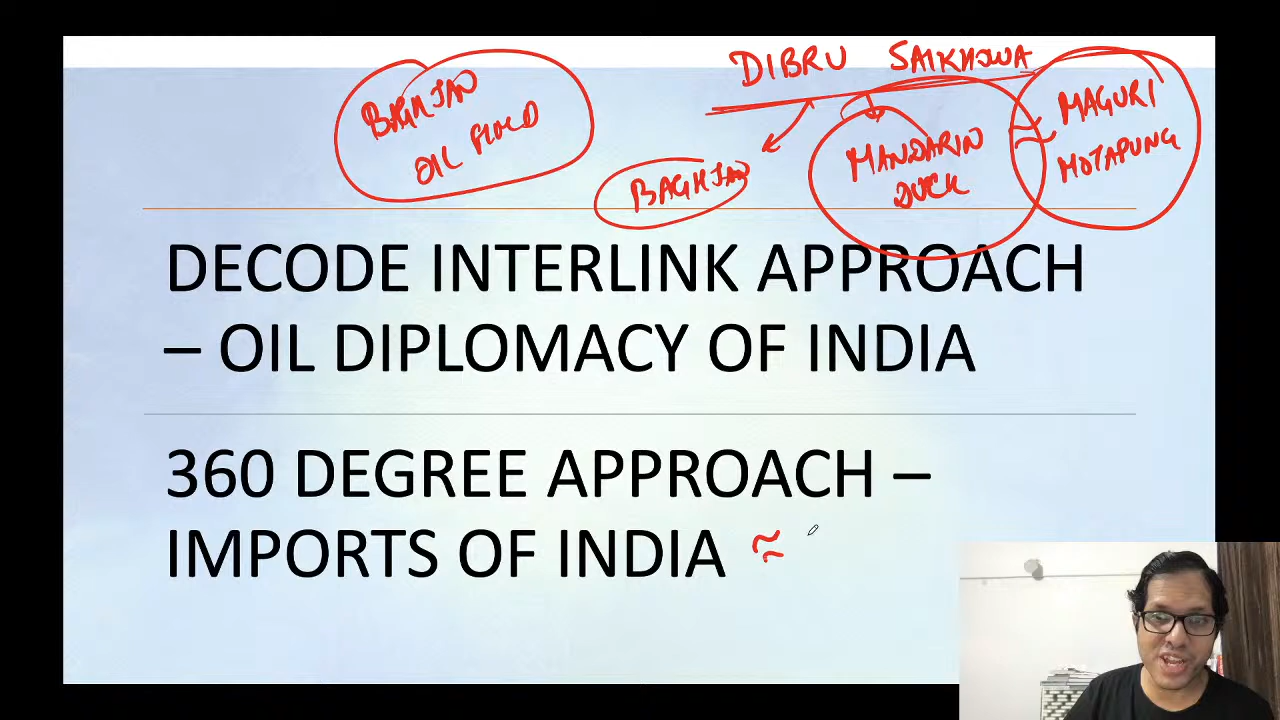 DIBRU SAIKHOWA
BAGHJAN
OIL FIELD
BAGHJAN
MANDARIN
DUCK
≈ MAGURI
MOTAPUNG
DECODE INTERLINK APPROACH
– OIL DIPLOMACY OF INDIA
360 DEGREE APPROACH –
IMPORTS OF INDIA ≈